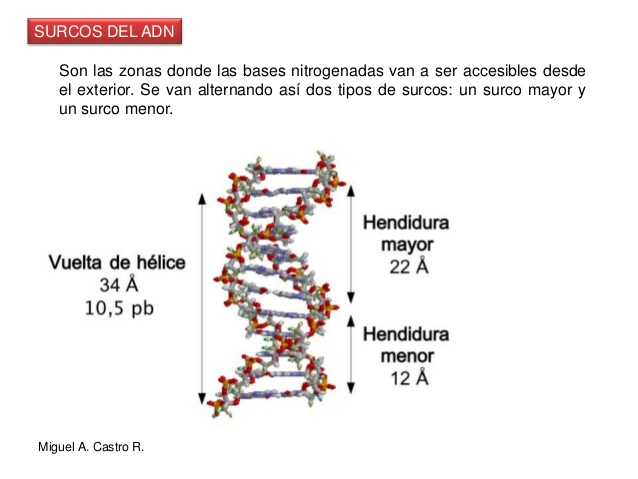 SURCOS DEL ADN
Son las zonas donde las bases nitrogenadas van a ser accesibles desde
el exterior. Se van alternando así dos tipos de surcos: un surco mayor y
un surco menor.
Vuelta de hélice
34 Å
10,5 pb
Hendidura
mayor
22 Å
Hendidura
menor
12 Å
Miguel A. Castro R.